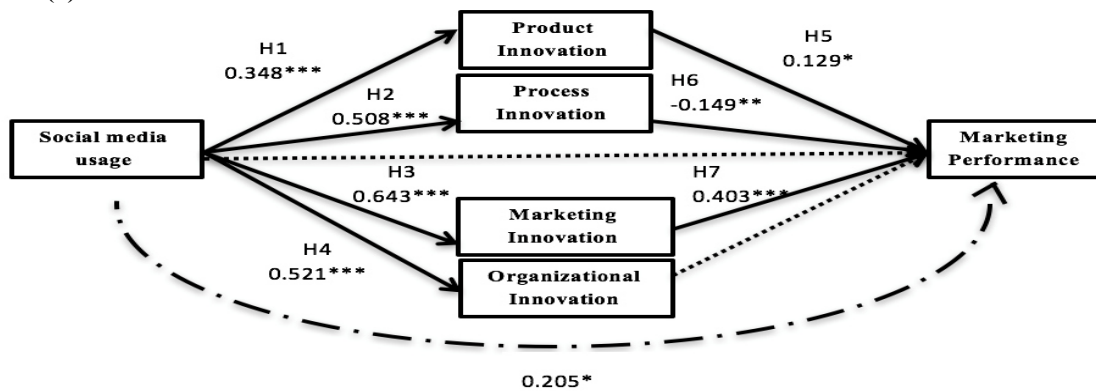 Product
Innovation
H1
0.348***
H5
0.129*
H2
0.508***
Process
Innovation
H6
-0.149**
Social media
usage
Marketing
Performance
H3
0.643***
H7
0.403***
Marketing
Innovation
H4
0.521***
Organizational
Innovation
0.205*